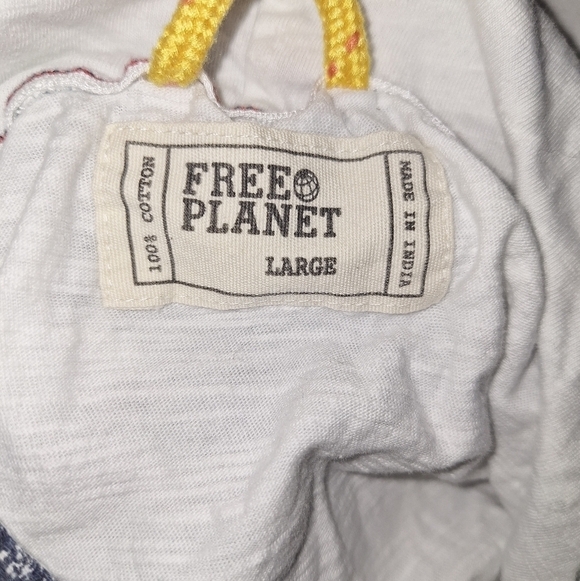 100% COTTON
FREE
PLANET
LARGE
MADE IN INDIA